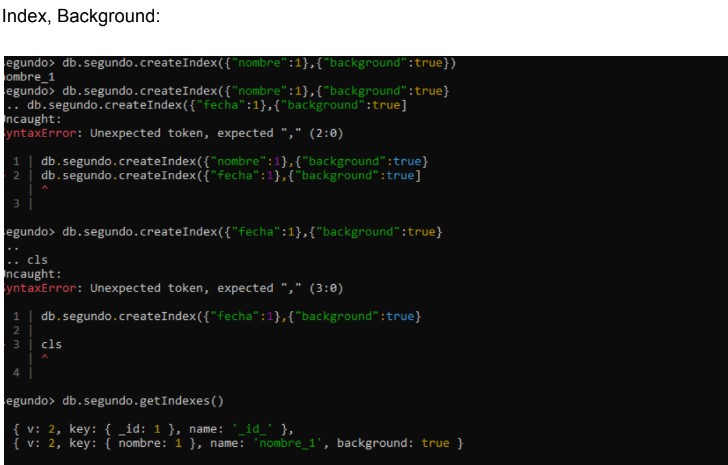 Index, Background:
egundo> db.segundo.createIndex({"nombre":1},{"background":true})
ombre_1
egundo> db.segundo.createIndex({"nombre":1},{"background":true}
.. db.segundo.createIndex({"fecha":1},{"background":true]
ncaught:
yntaxError: Unexpected token, expected "," (2:0)
1 | db.segundo.createIndex({"nombre":1},{"background":true}
2 | db.segundo.createIndex({"fecha":1},{"background":true]
| ^
3 |
egundo> db.segundo.createIndex({"fecha":1},{"background":true}
..
.. cls
ncaught:
yntaxError: Unexpected token, expected "," (3:0)
1 | db.segundo.createIndex({"fecha":1},{"background":true}
2 |
3 | cls
| ^
4 |
egundo> db.segundo.getIndexes()
{ v: 2, key: { _id: 1 }, name: '_id_' },
{ v: 2, key: { nombre: 1 }, name: 'nombre_1', background: true }